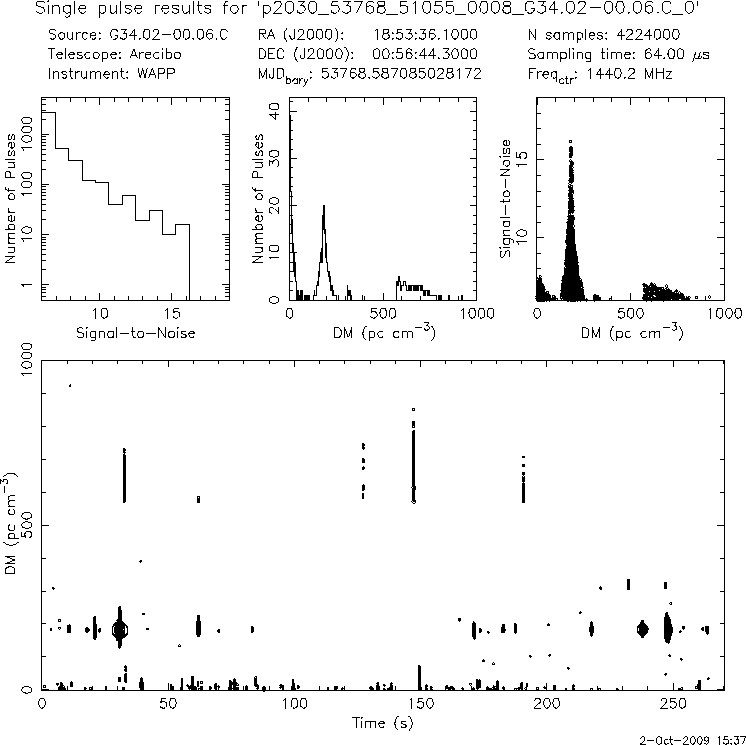 Single pulse results for 'p2030_53768_51055_0008_G34.02-00.06.C_0'
Source: G34.02-00.06.C RA (J2000): 18:53:36.1000 N samples: 4224000
Telescope: Arecibo DEC (J2000): 00:56:44.3000 Sampling time: 64.00 μs
Instrument: WAPP MJD_bary: 53768.587085028172 Freq_ctr: 1440.2 MHz
Number of Pulses
1 10 100 1000
10 15
Signal-to-Noise
Number of Pulses
0 10 20 30 40
0 500 1000
DM (pc cm⁻³)
Signal-to-Noise
10 15
0 500 1000
DM (pc cm⁻³)
DM (pc cm⁻³)
0 500 1000
0 50 100 150 200 250
Time (s)
2-Oct-2009 15:37